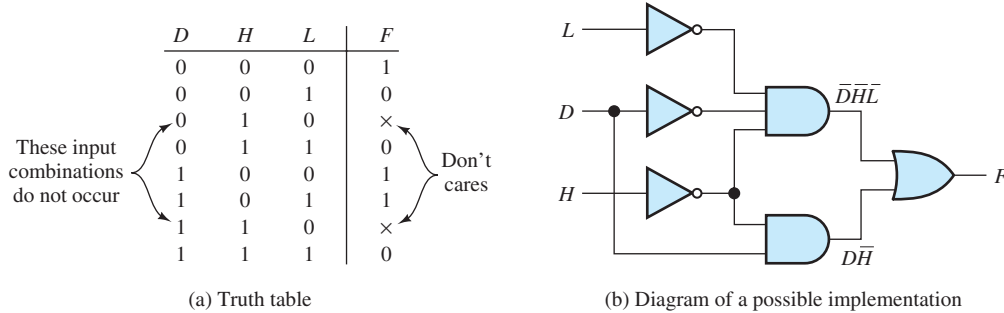 D H L F
0 0 0 1
0 0 1 0
0 1 0 ×
0 1 1 0
1 0 0 1
1 0 1 1
1 1 0 ×
1 1 1 0
These input
combinations
do not occur
Don't
cares
(a) Truth table
L
D
H
D̅H̅L̅
DH̅
F
(b) Diagram of a possible implementation